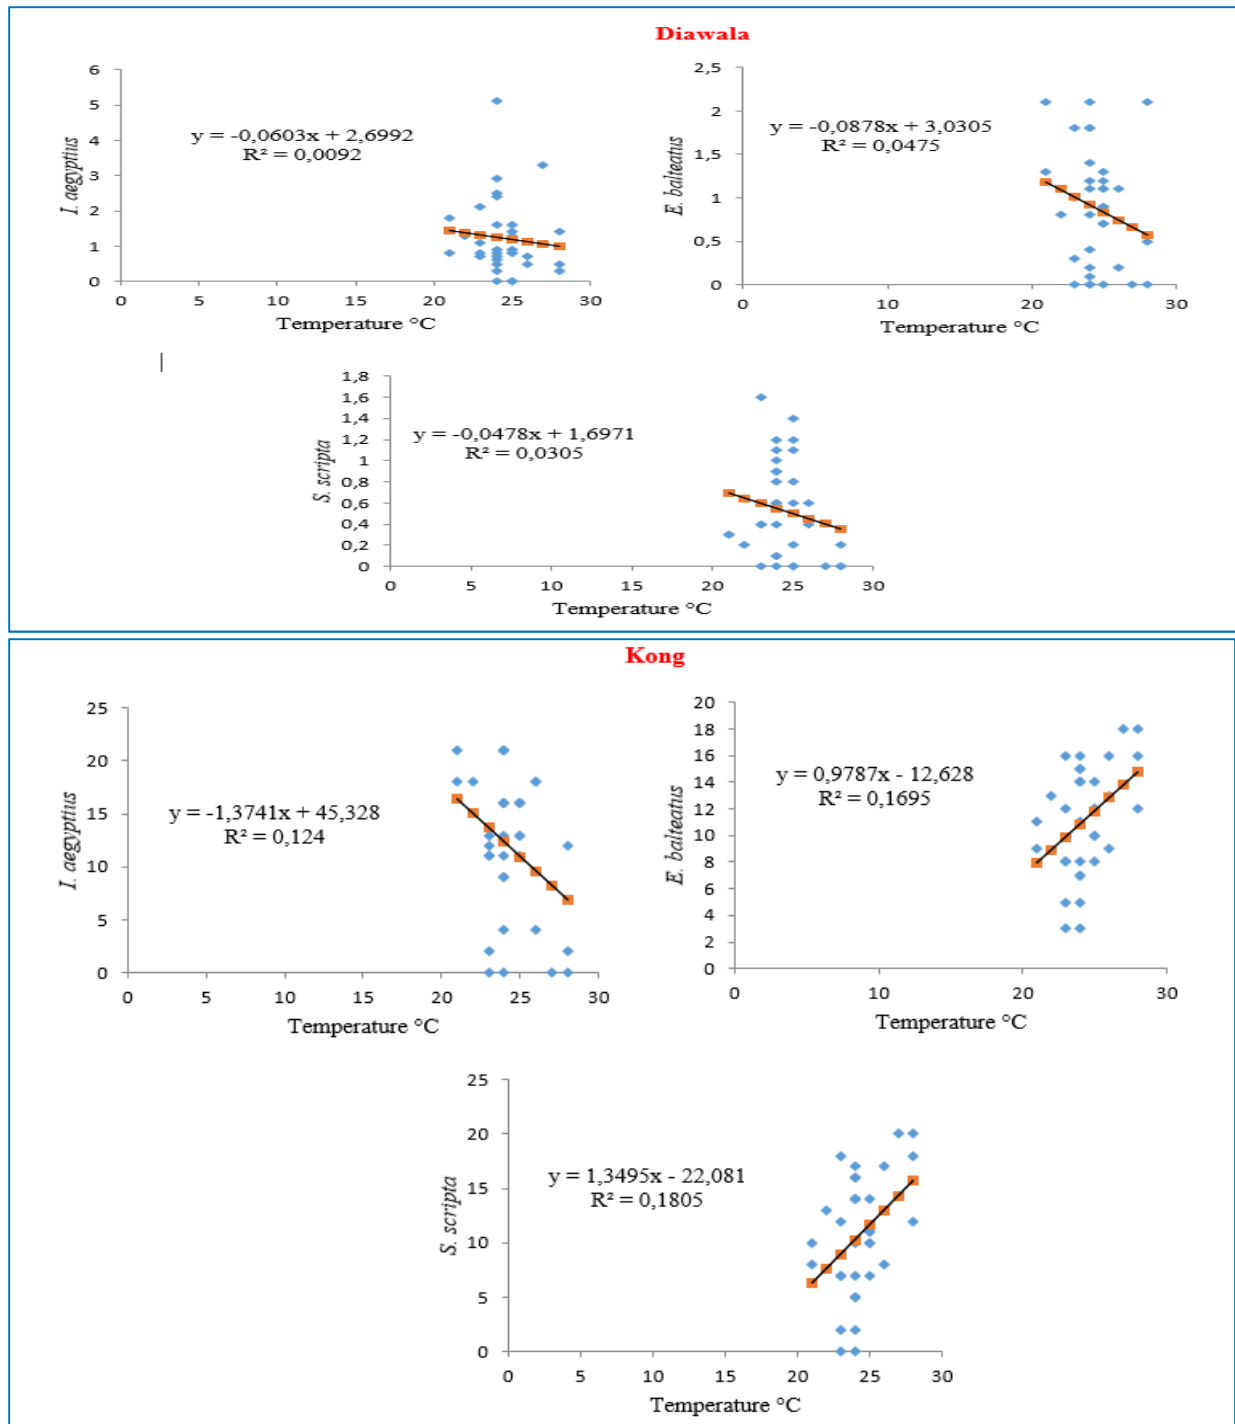 Diawala
I. aegyptius
6
5
4
3
2
1
0
y = -0,0603x + 2,6992
R² = 0,0092
0 5 10 15 20 25 30
Temperature °C
E. balteatus
2,5
2
1,5
1
0,5
0
y = -0,0878x + 3,0305
R² = 0,0475
0 10 20 30
Temperature °C
S. scripta
1,8
1,6
1,4
1,2
1
0,8
0,6
0,4
0,2
0
y = -0,0478x + 1,6971
R² = 0,0305
0 5 10 15 20 25 30
Temperature °C
Kong
I. aegyptius
25
20
15
10
5
0
y = -1,3741x + 45,328
R² = 0,124
0 5 10 15 20 25 30
Temperature °C
E. balteatus
20
18
16
14
12
10
8
6
4
2
0
y = 0,9787x - 12,628
R² = 0,1695
0 10 20 30
Temperature °C
S. scripta
25
20
15
10
5
0
y = 1,3495x - 22,081
R² = 0,1805
0 5 10 15 20 25 30
Temperature °C